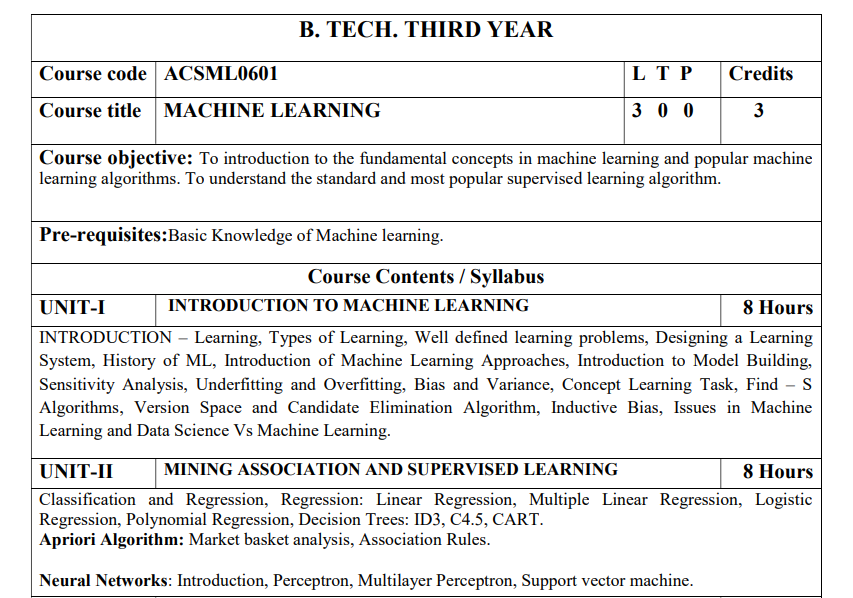 B. TECH. THIRD YEAR
Course code ACSML0601 L T P Credits
Course title MACHINE LEARNING 3 0 0 3
Course objective: To introduction to the fundamental concepts in machine learning and popular machine
learning algorithms. To understand the standard and most popular supervised learning algorithm.
Pre-requisites:Basic Knowledge of Machine learning.
Course Contents / Syllabus
UNIT-I INTRODUCTION TO MACHINE LEARNING 8 Hours
INTRODUCTION – Learning, Types of Learning, Well defined learning problems, Designing a Learning
System, History of ML, Introduction of Machine Learning Approaches, Introduction to Model Building,
Sensitivity Analysis, Underfitting and Overfitting, Bias and Variance, Concept Learning Task, Find – S
Algorithms, Version Space and Candidate Elimination Algorithm, Inductive Bias, Issues in Machine
Learning and Data Science Vs Machine Learning.
UNIT-II MINING ASSOCIATION AND SUPERVISED LEARNING 8 Hours
Classification and Regression, Regression: Linear Regression, Multiple Linear Regression, Logistic
Regression, Polynomial Regression, Decision Trees: ID3, C4.5, CART.
Apriori Algorithm: Market basket analysis, Association Rules.
Neural Networks: Introduction, Perceptron, Multilayer Perceptron, Support vector machine.